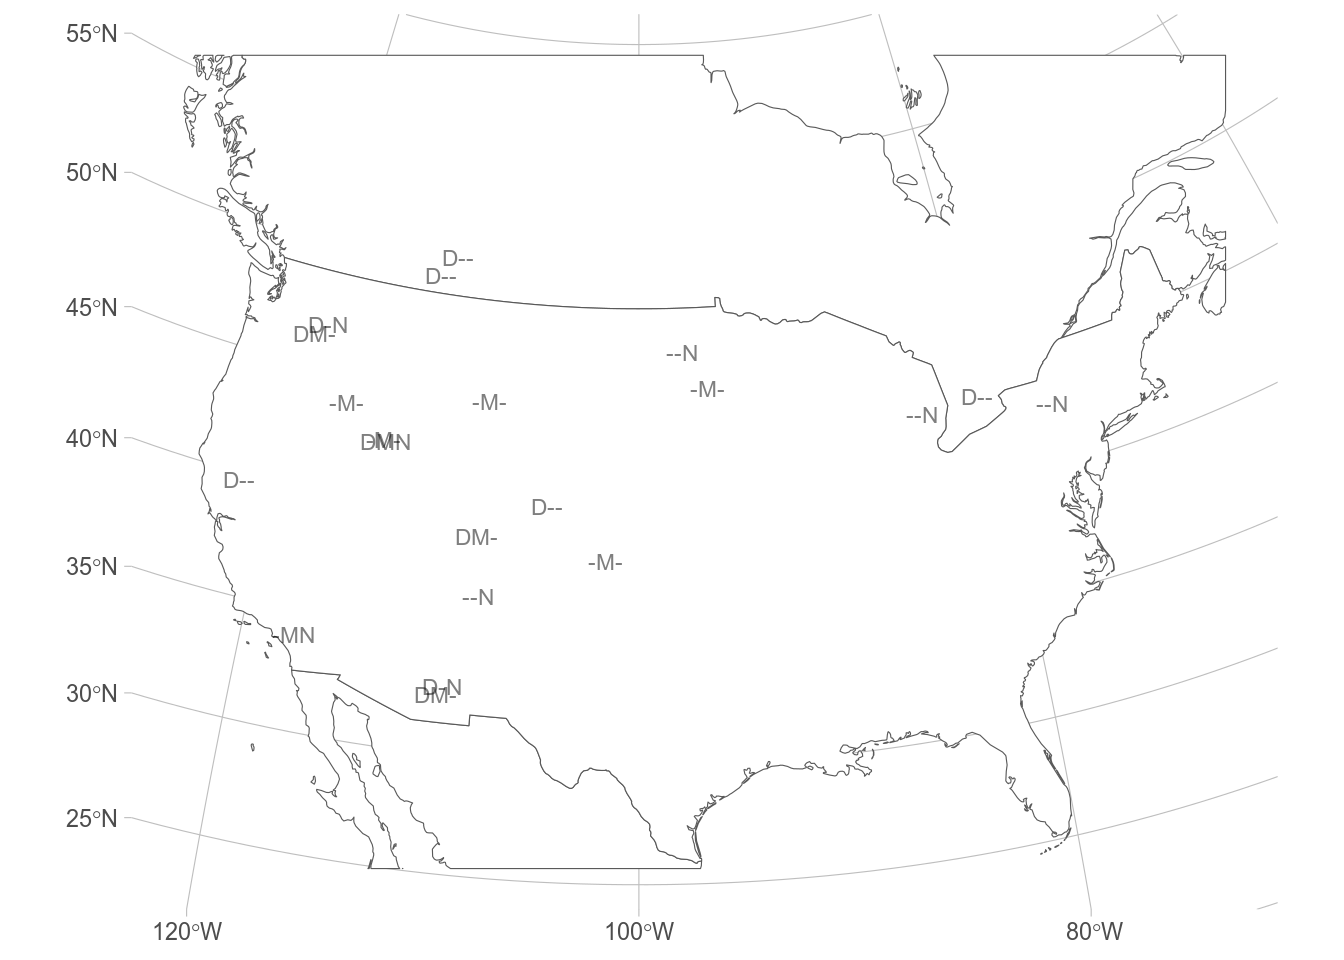 55°N
50°N
D--
D--
45°N
D-N
DM-
--N
-M-
D--
-M-
-M-
--N
--N
40°N
DMN
-M-
D--
D--
DM-
35°N
-M-
--N
-MN
30°N
D-N
DM-
25°N
120°W
100°W
80°W